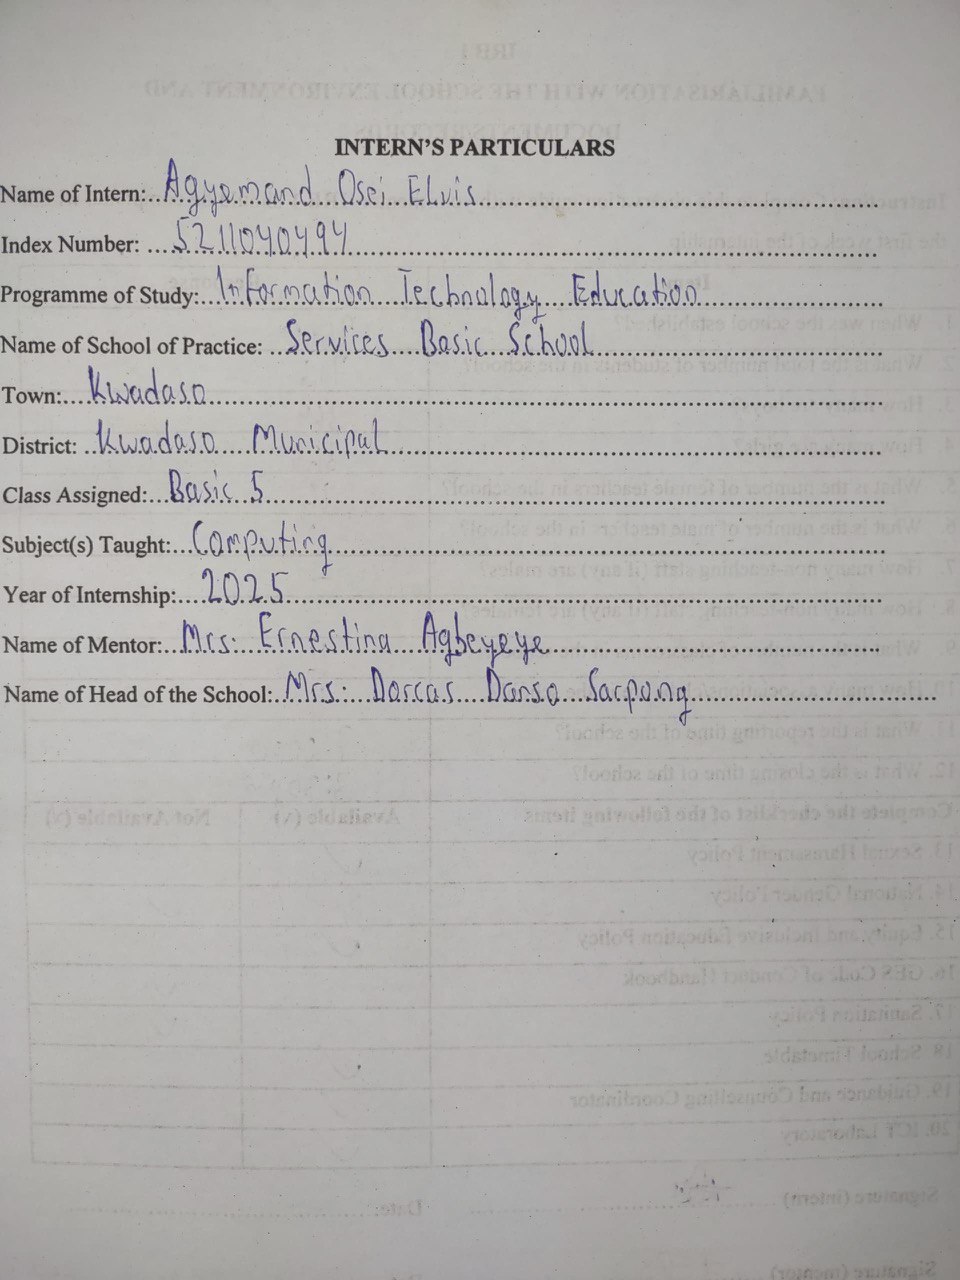 INTERN'S PARTICULARS
Name of Intern: Agyemand Osei Elvis
Index Number: 5211040494
Programme of Study: Information Technology Education
Name of School of Practice: Services Basic School
Town: Kwadaso
District: Kwadaso Municipal
Class Assigned: Basic 5
Subject(s) Taught: Computing
Year of Internship: 2025
Name of Mentor: Mrs. Ernestina Agbeyeye
Name of Head of the School: Mrs. Dorcas Danso Sarpong